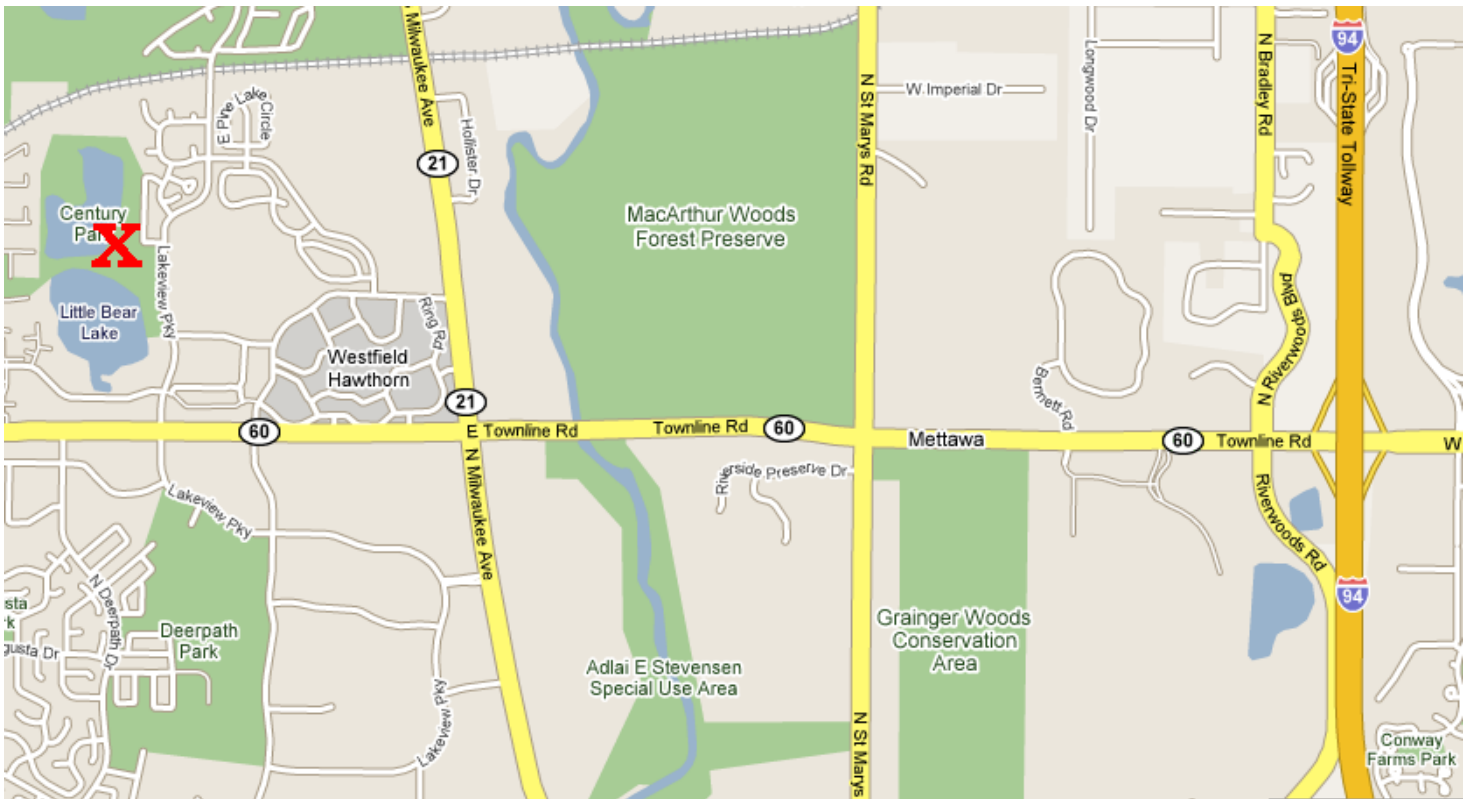 94
N Milwaukee Ave
N St Marys Rd
Longwood Dr
N Bradley Rd
Tri-State Tollway
W Imperial Dr
E Pine Lake Circle
Hollister Dr
21
Century
Park
X
MacArthur Woods
Forest Preserve
Lakeview Pky
Little Bear
Lake
Ring Rd
Westfield
Hawthorn
N Riverwoods Blvd
Bennett Rd
21
60
E Townline Rd
Townline Rd
60
Mettawa
60
Townline Rd
W
N Milwaukee Ave
Riverside Preserve Dr
Lakeview Pky
Riverwoods Rd
N Deerpath Dr
94
Grainger Woods
Conservation
Area
Deerpath
Park
gusta Dr
Adlai E Stevensen
Special Use Area
Lakeview Pky
N St Marys
Conway
Farms Park